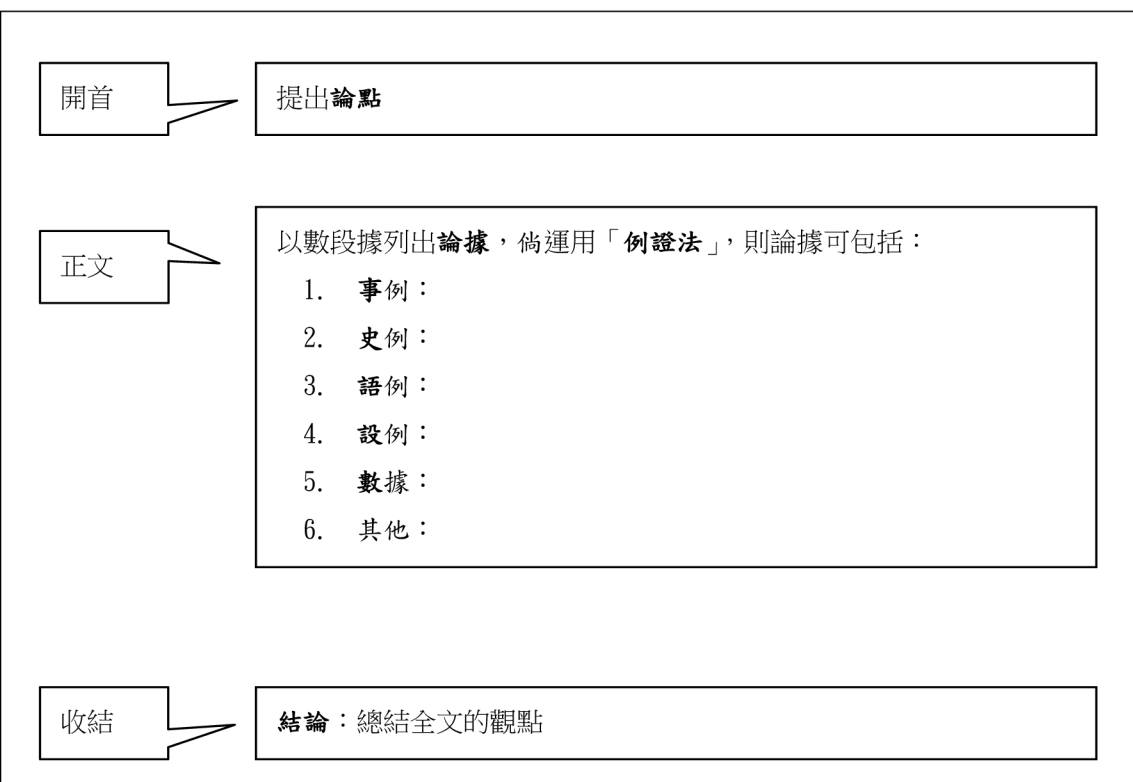 開首
提出論點
正文
以數段據列出論據，倘運用「例證法」，則論據可包括：
1. 事例：
2. 史例：
3. 語例：
4. 設例：
5. 數據：
6. 其他：
收結
結論：總結全文的觀點